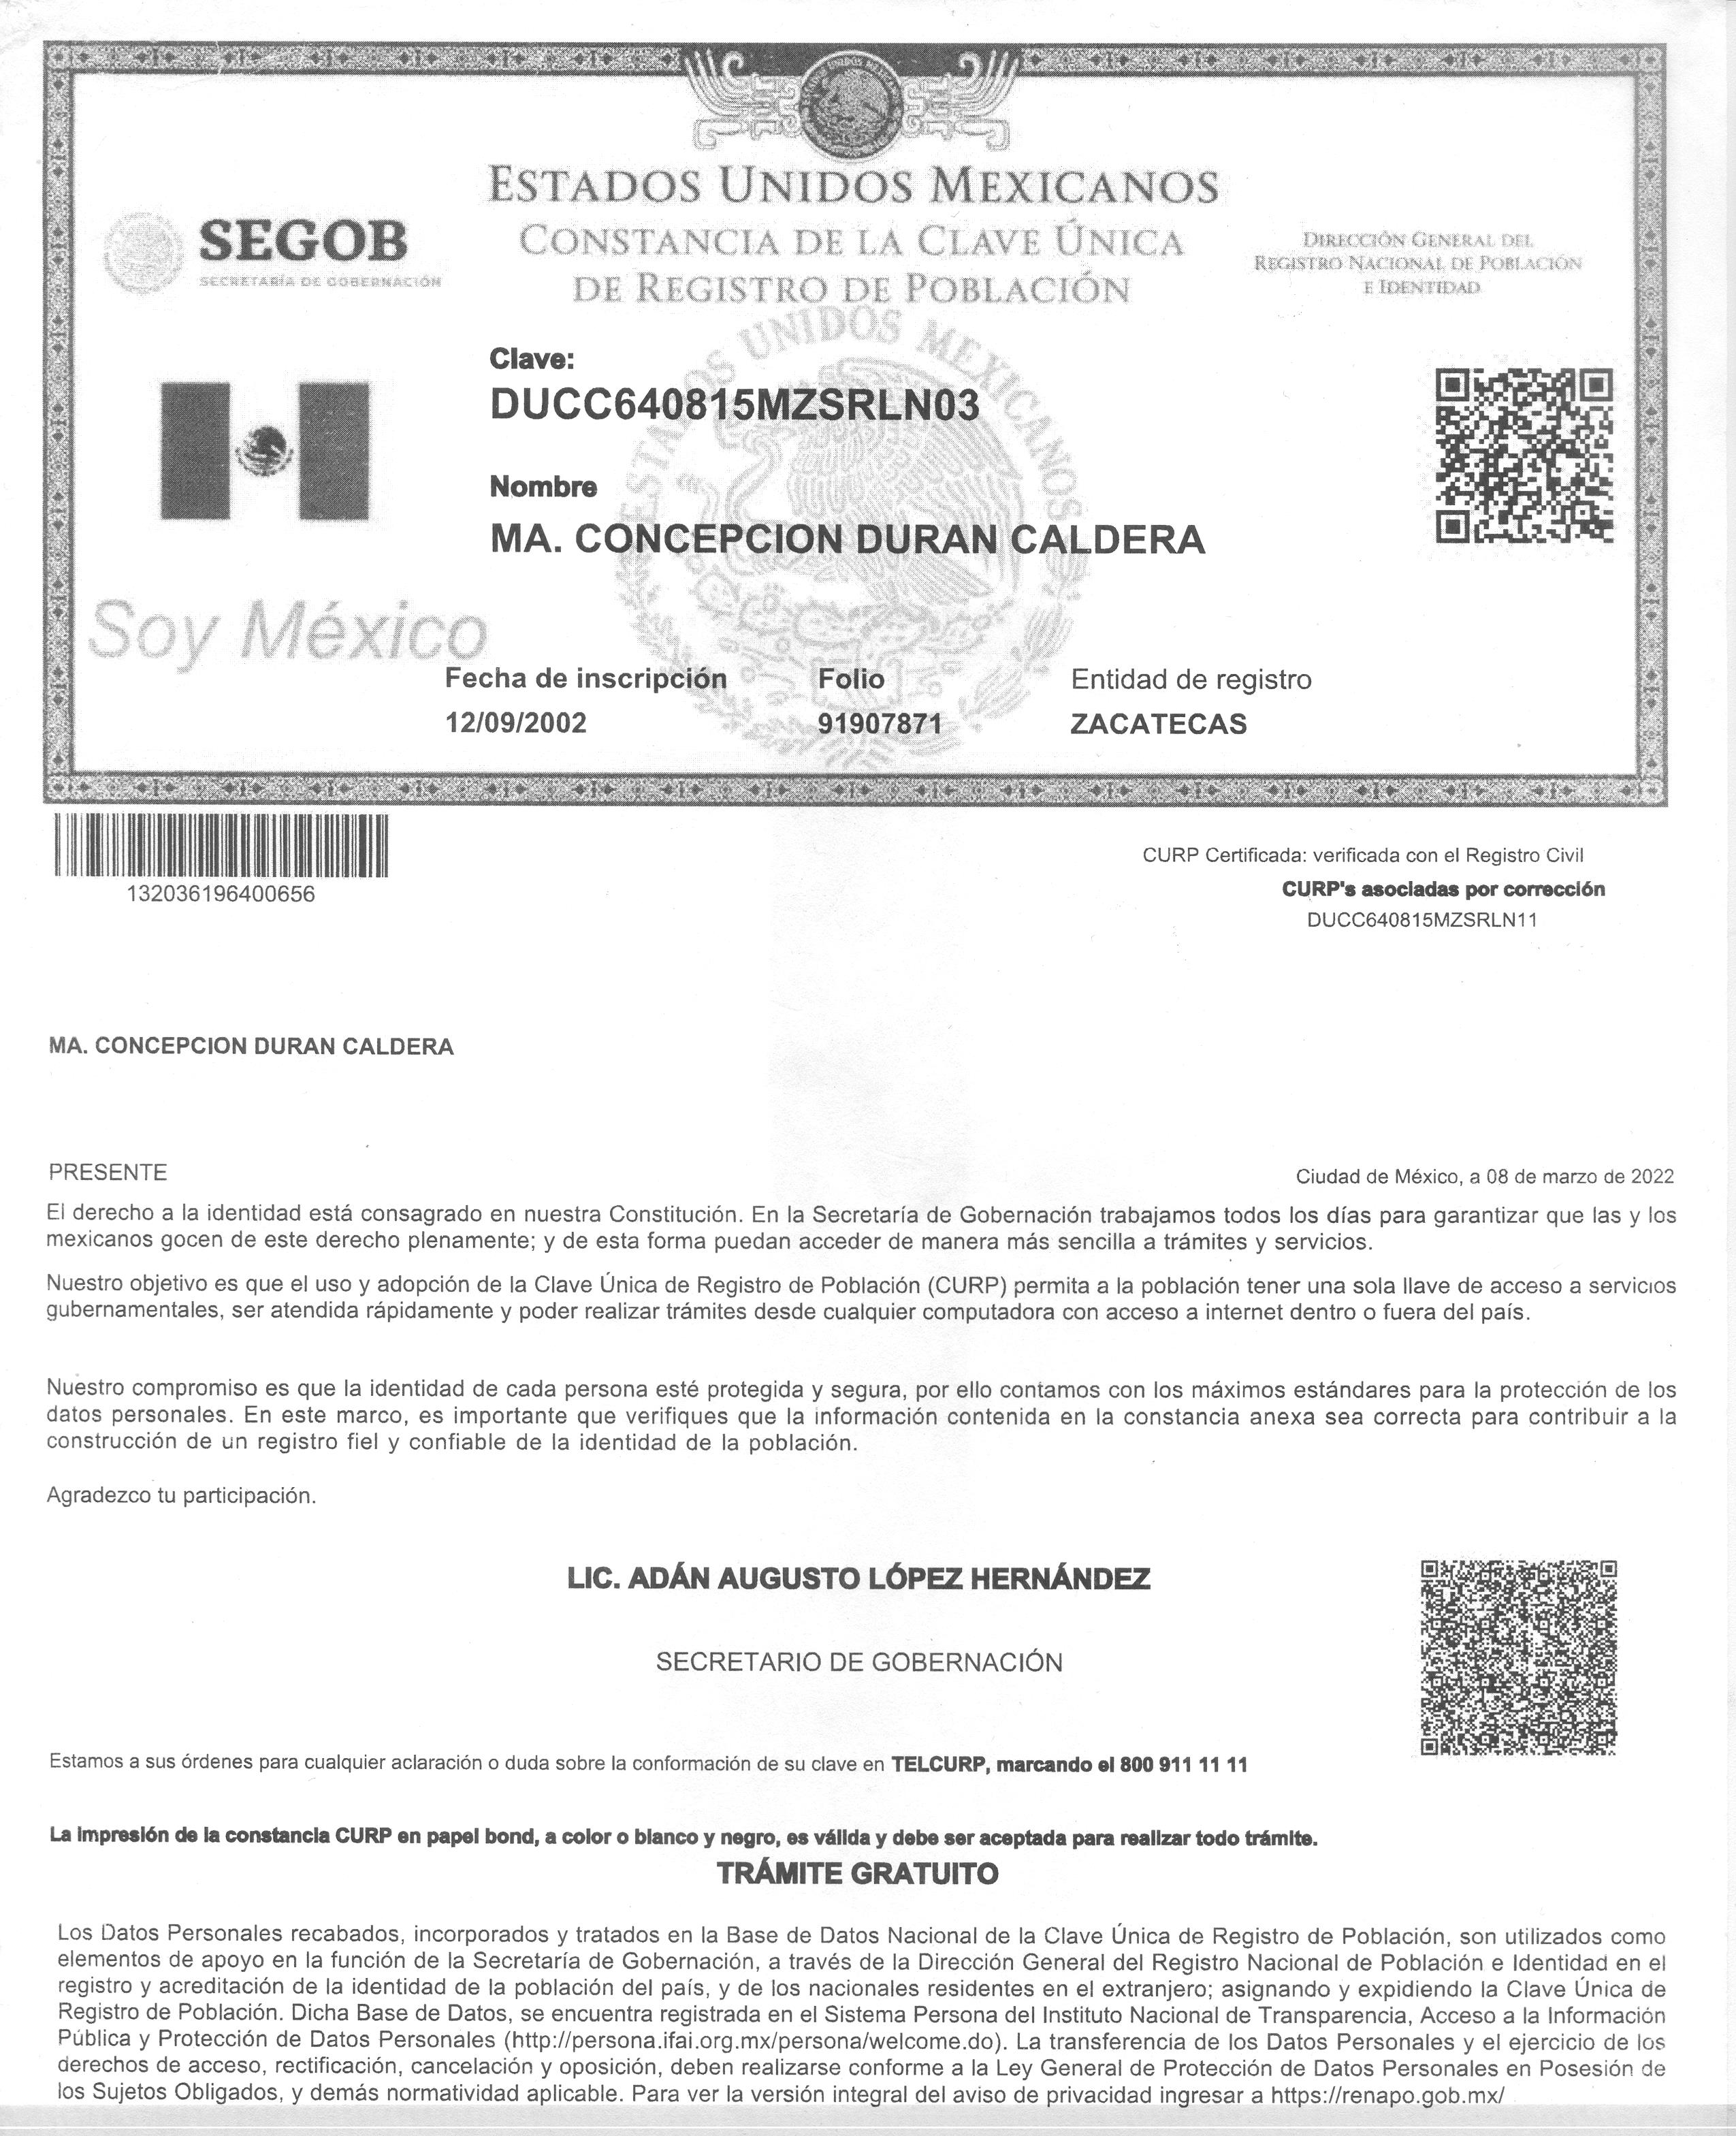 ESTADOS UNIDOS MEXICANOS
CONSTANCIA DE LA CLAVE ÚNICA
DE REGISTRO DE POBLACIÓN
SEGOB
SECRETARÍA DE GOBERNACIÓN
DIRECCIÓN GENERAL DEL
REGISTRO NACIONAL DE POBLACIÓN
E IDENTIDAD
ESTADOS UNIDOS MEXICANOS
Clave:
DUCC640815MZSRLN03
Nombre
MA. CONCEPCION DURAN CALDERA
Soy México
Fecha de inscripción Folio Entidad de registro
12/09/2002 91907871 ZACATECAS
132036196400656
CURP Certificada: verificada con el Registro Civil
CURP's asociadas por corrección
DUCC640815MZSRLN11
MA. CONCEPCION DURAN CALDERA
PRESENTE
Ciudad de México, a 08 de marzo de 2022
El derecho a la identidad está consagrado en nuestra Constitución. En la Secretaría de Gobernación trabajamos todos los días para garantizar que las y los
mexicanos gocen de este derecho plenamente; y de esta forma puedan acceder de manera más sencilla a trámites y servicios.
Nuestro objetivo es que el uso y adopción de la Clave Única de Registro de Población (CURP) permita a la población tener una sola llave de acceso a servicios
gubernamentales, ser atendida rápidamente y poder realizar trámites desde cualquier computadora con acceso a internet dentro o fuera del país.
Nuestro compromiso es que la identidad de cada persona esté protegida y segura, por ello contamos con los máximos estándares para la protección de los
datos personales. En este marco, es importante que verifiques que la información contenida en la constancia anexa sea correcta para contribuir a la
construcción de un registro fiel y confiable de la identidad de la población.
Agradezco tu participación.
LIC. ADÁN AUGUSTO LÓPEZ HERNÁNDEZ
SECRETARIO DE GOBERNACIÓN
Estamos a sus órdenes para cualquier aclaración o duda sobre la conformación de su clave en TELCURP, marcando el 800 911 11 11
La impresión de la constancia CURP en papel bond, a color o blanco y negro, es válida y debe ser aceptada para realizar todo trámite.
TRÁMITE GRATUITO
Los Datos Personales recabados, incorporados y tratados en la Base de Datos Nacional de la Clave Única de Registro de Población, son utilizados como
elementos de apoyo en la función de la Secretaría de Gobernación, a través de la Dirección General del Registro Nacional de Población e Identidad en el
registro y acreditación de la identidad de la población del país, y de los nacionales residentes en el extranjero; asignando y expidiendo la Clave Única de
Registro de Población. Dicha Base de Datos, se encuentra registrada en el Sistema Persona del Instituto Nacional de Transparencia, Acceso a la Información
Pública y Protección de Datos Personales (http://persona.ifai.org.mx/persona/welcome.do). La transferencia de los Datos Personales y el ejercicio de los
derechos de acceso, rectificación, cancelación y oposición, deben realizarse conforme a la Ley General de Protección de Datos Personales en Posesión de
los Sujetos Obligados, y demás normatividad aplicable. Para ver la versión integral del aviso de privacidad ingresar a https://renapo.gob.mx/